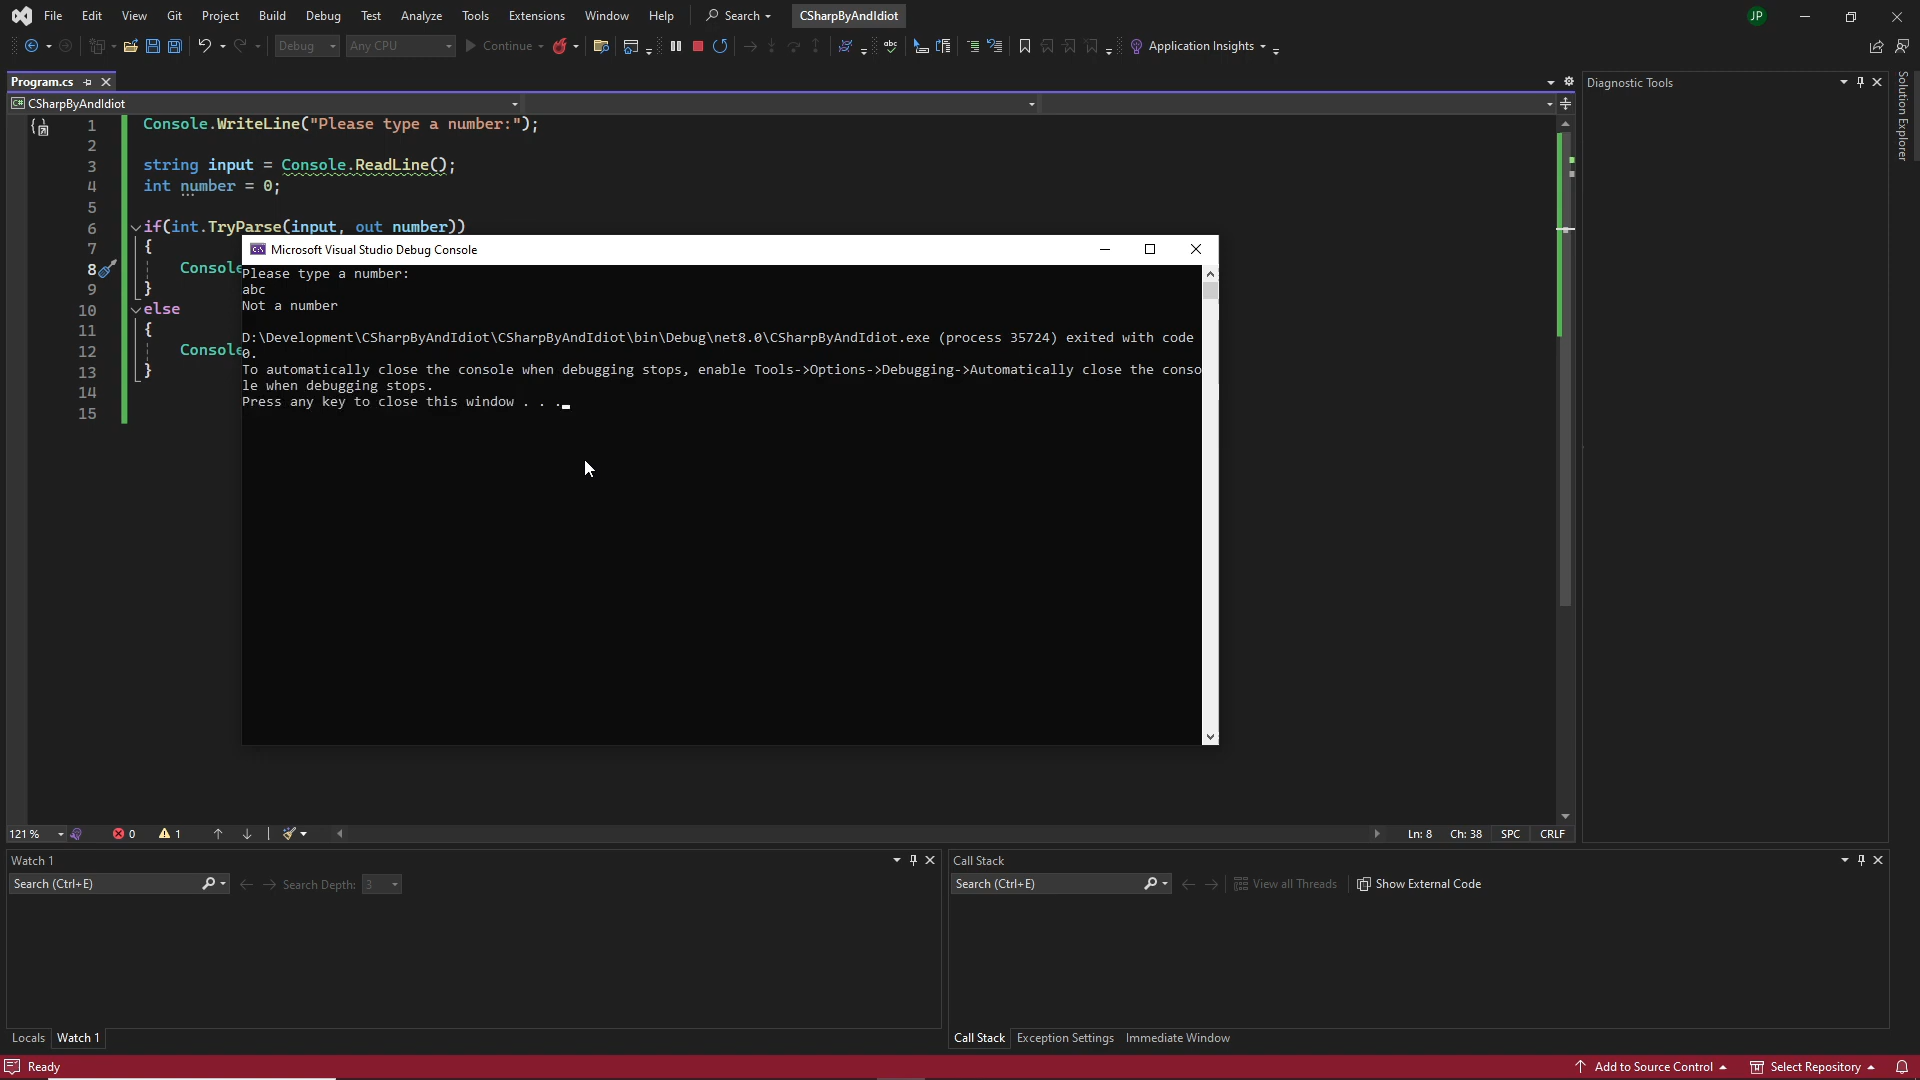 File Edit View Git Project Build Debug Test Analyze Tools Extensions Window Help Search CSharpByAndIdiot JP
Debug Any CPU Continue Application Insights
Program.cs
Diagnostic Tools
Solution Explorer
CSharpByAndIdiot
1 Console.WriteLine("Please type a number:");
2
3 string input = Console.ReadLine();
4 int number = 0;
5
6 if(int.TryParse(input, out number))
7 {
8 Console
9 }
10 else
11 {
12 Console
13 }
14
15
Microsoft Visual Studio Debug Console
Please type a number:
abc
Not a number
D:\Development\CSharpByAndIdiot\CSharpByAndIdiot\bin\Debug\net8.0\CSharpByAndIdiot.exe (process 35724) exited with code
0.
To automatically close the console when debugging stops, enable Tools->Options->Debugging->Automatically close the conso
le when debugging stops.
Press any key to close this window . . .
121 % 0 1 Ln: 8 Ch: 38 SPC CRLF
Watch 1
Search (Ctrl+E) Search Depth: 3
Locals Watch 1
Call Stack
Search (Ctrl+E) View all Threads Show External Code
Call Stack Exception Settings Immediate Window
Ready Add to Source Control Select Repository